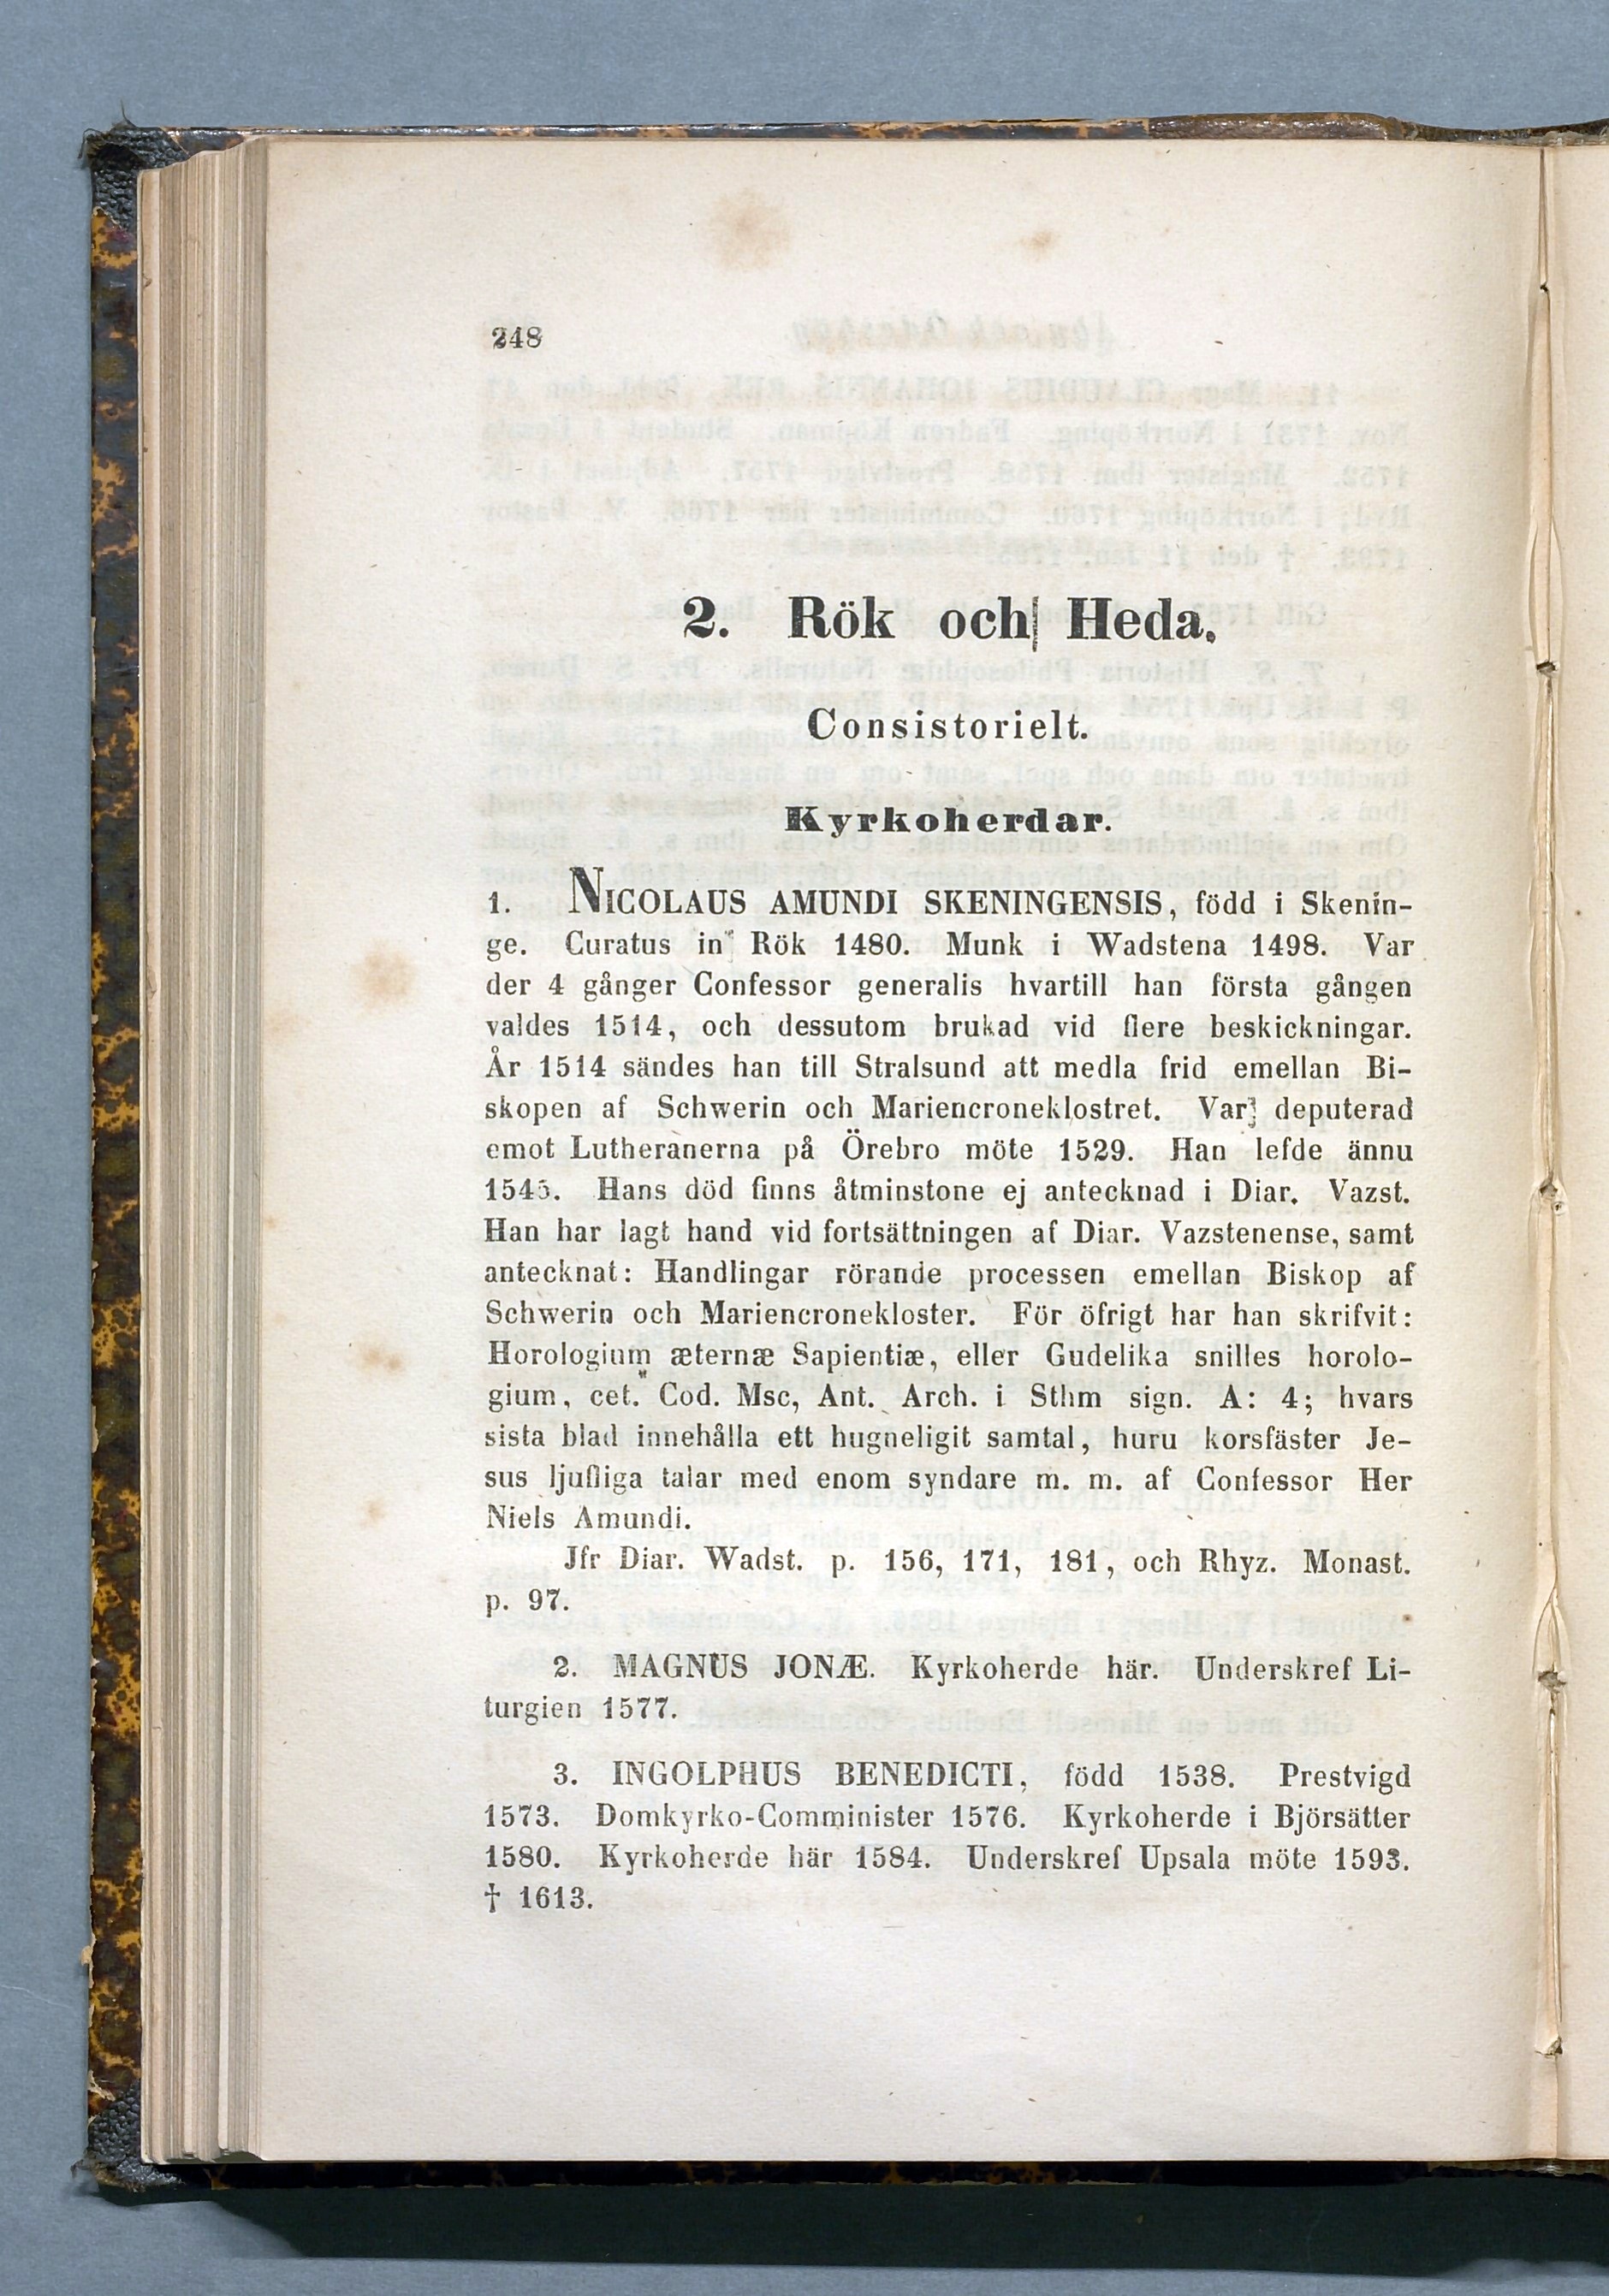 248
2. Rök och Heda.
Consistorielt.
Kyrkoherdar.
1. NICOLAUS AMUNDI SKENINGENSIS, född i Skenin-
ge. Curatus in Rök 1480. Munk i Wadstena 1498. Var
der 4 gånger Confessor generalis hvartill han första gången
valdes 1514, och dessutom brukad vid flere beskickningar.
År 1514 sändes han till Stralsund att medla frid emellan Bi-
skopen af Schwerin och Mariencroneklostret. Var deputerad
emot Lutheranerna på Örebro möte 1529. Han lefde ännu
1545. Hans död finns åtminstone ej antecknad i Diar. Vazst.
Han har lagt hand vid fortsättningen af Diar. Vazstenense, samt
antecknat: Handlingar rörande processen emellan Biskop af
Schwerin och Mariencronekloster. För öfrigt har han skrifvit:
Horologium æternæ Sapientiæ, eller Gudelika snilles horolo-
gium, cet. Cod. Msc, Ant. Arch. i Sthm sign. A: 4; hvars
sista blad innehålla ett hugneligit samtal, huru korsfäster Je-
sus ljufliga talar med enom syndare m. m. af Confessor Her
Niels Amundi.
Jfr Diar. Wadst. p. 156, 171, 181, och Rhyz. Monast.
p. 97.
2. MAGNUS JONÆ. Kyrkoherde här. Underskref Li-
turgien 1577.
3. INGOLPHUS BENEDICTI, född 1538. Prestvigd
1573. Domkyrko-Comminister 1576. Kyrkoherde i Björsätter
1580. Kyrkoherde här 1584. Underskref Upsala möte 1593.
† 1613.